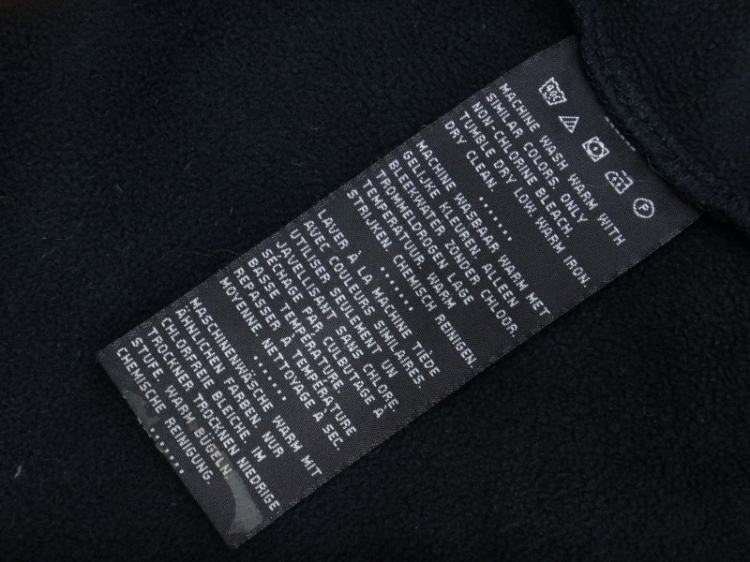 40C P
MACHINE WASH WARM WITH
SIMILAR COLORS. ONLY
NON-CHLORINE BLEACH.
TUMBLE DRY LOW. WARM IRON.
DRY CLEAN.
.......
MACHINE WASBAAR WARM MET
GELIJKE KLEUREN. ALLEEN
BLEEKWATER ZONDER CHLOOR.
TROMMELDROGEN LAGE
TEMPERATUUR. WARM
STRIJKEN. CHEMISCH REINIGEN.
.......
LAVER À LA MACHINE TIÈDE
AVEC COULEURS SIMILAIRES.
UTILISER SEULEMENT UN
JAVELLISANT SANS CHLORE.
SÉCHAGE PAR CULBUTAGE À
BASSE TEMPÉRATURE
REPASSER À TEMPÉRATURE
MOYENNE. NETTOYAGE À SEC.
.......
MASCHINENWÄSCHE WARM MIT
ÄHNLICHEN FARBEN. NUR
CHLORFREIE BLEICHE. IM
TROCKNER TROCKNEN NIEDRIGE
STUFE. WARM BÜGELN.
CHEMISCHE REINIGUNG.
.......